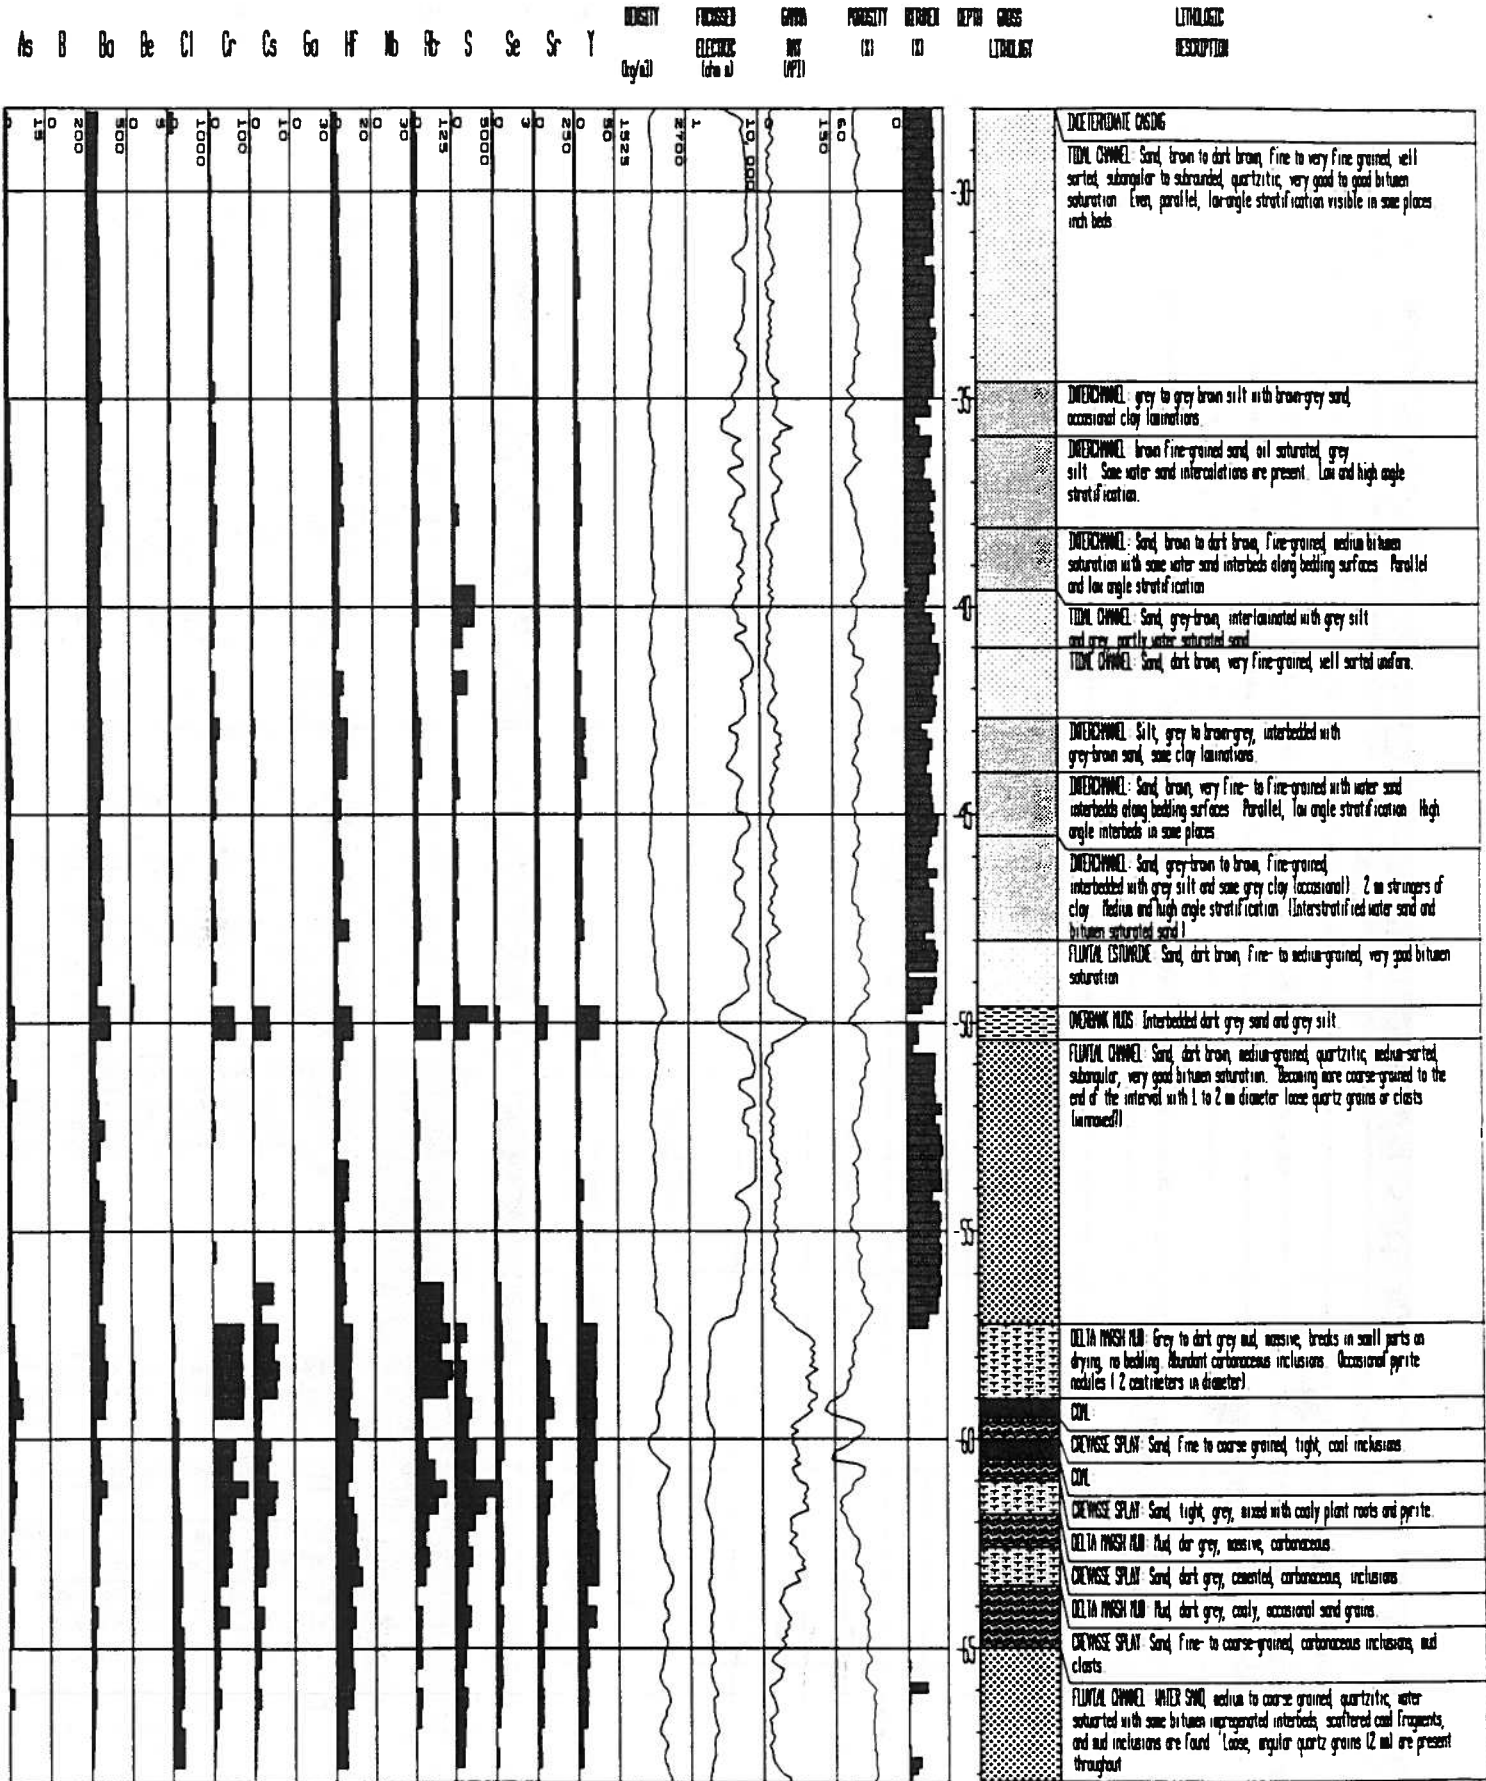 DENSITY FOCUSSED GAMMA POROSITY BITUMEN DEPTH GROSS LITHOLOGIC
As B Ba Be Cl Cr Cs Ga Hf Nb Rb S Se Sr Y ELECTRIC RAY (%) (%) LITHOLOGY DESCRIPTION
(kg/m3) (ohm m) (API)
0 15 0 200 0 500 0 5 0 1000 0 100 0 10 0 30 0 30 0 125 0 5000 0 3 0 250 0 50 1525 2700 1 10,000 0 150 60 0
INDETERMINATE CASING
TIDAL CHANNEL: Sand, brown to dark brown, fine to very fine grained, well
sorted, subangular to subrounded, quartzitic, very good to good bitumen
saturation Even, parallel, low-angle stratification visible in some places
inch beds
-30
INTERCHANNEL: grey to grey brown silt with brown-grey sand,
occasional clay laminations.
-35
INTERCHANNEL: brown fine-grained sand, oil saturated, grey
silt Some water sand intercalations are present. Low and high angle
stratification.
INTERCHANNEL: Sand, brown to dark brown, fine-grained, medium bitumen
saturation with some water sand interbeds along bedding surfaces Parallel
and low angle stratification
-40
TIDAL CHANNEL: Sand, grey-brown, interlaminated with grey silt
and grey, partly water saturated sand
TIDAL CHANNEL: Sand, dark brown, very fine-grained, well sorted uniform.
INTERCHANNEL: Silt, grey to brown-grey, interbedded with
grey-brown sand, some clay laminations.
INTERCHANNEL: Sand, brown, very fine- to fine-grained with water sand
interbedds along bedding surfaces Parallel, low angle stratification High
angle interbeds in some places
-45
INTERCHANNEL: Sand, grey-brown to brown, fine-grained,
interbedded with grey silt and some grey clay (occasional) 2 mm stringers of
clay Medium and high angle stratification (Interstratified water sand and
bitumen saturated sand)
FLUVIAL ESTUARINE: Sand, dark brown, fine- to medium-grained, very good bitumen
saturation
-50
OVERBANK MUDS: Interbedded dark grey sand and grey silt.
FLUVIAL CHANNEL: Sand, dark brown, medium-grained, quartzitic, medium-sorted,
subangular, very good bitumen saturation. Becoming more coarse-grained to the
end of the interval with 1 to 2 mm diameter loose quartz grains or clasts
-55
DELTA MARSH MUD: Grey to dark grey mud, massive, breaks in small parts on
drying, no bedding. Abundant carbonaceous inclusions. Occasional pyrite
nodules ( 2 centimeters in diameter)
COAL:
-60
CREVASSE SPLAY: Sand, fine to coarse grained, tight, coal inclusions.
COAL
CREVASSE SPLAY: Sand, tight, grey, mixed with coaly plant roots and pyrite.
DELTA MARSH MUD: Mud, dar grey, massive, carbonaceous.
CREVASSE SPLAY: Sand, dark grey, cemented, carbonaceous, inclusions
DELTA MARSH MUD: Mud, dark grey, coaly, occasional sand grains.
-65
CREVASSE SPLAY: Sand, fine- to coarse-grained, carbonaceous inclusions, mud
clasts
FLUVIAL CHANNEL: WATER SAND, medium to coarse grained, quartzitic, water
satuarted with some bitumen impregenated interbeds, scattered coal fragments,
and mud inclusions are found Loose, angular quartz grains (2 mm) are present
throughout